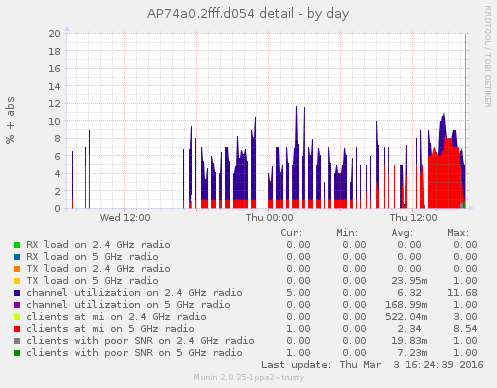 AP74a0.2fff.d054 detail - by day
RRDTOOL / TOBI OETIKER
% + abs
20
18
16
14
12
10
8
6
4
2
0
Wed 12:00 Thu 00:00 Thu 12:00
Cur: Min: Avg: Max:
RX load on 2.4 GHz radio 0.00 0.00 0.00 0.00
RX load on 5 GHz radio 0.00 0.00 0.00 0.00
TX load on 2.4 GHz radio 0.00 0.00 0.00 0.00
TX load on 5 GHz radio 0.00 0.00 23.95m 1.00
channel utilization on 2.4 GHz radio 5.00 0.00 6.32 11.68
channel utilization on 5 GHz radio 0.00 0.00 168.99m 1.00
clients at mi on 2.4 GHz radio 0.00 0.00 522.04m 3.00
clients at mi on 5 GHz radio 1.00 0.00 2.34 8.54
clients with poor SNR on 2.4 GHz radio 0.00 0.00 19.83m 1.00
clients with poor SNR on 5 GHz radio 1.00 0.00 7.23m 1.00
Last update: Thu Mar 3 16:24:39 2016
Munin 2.0.25-1ppa2~trusty